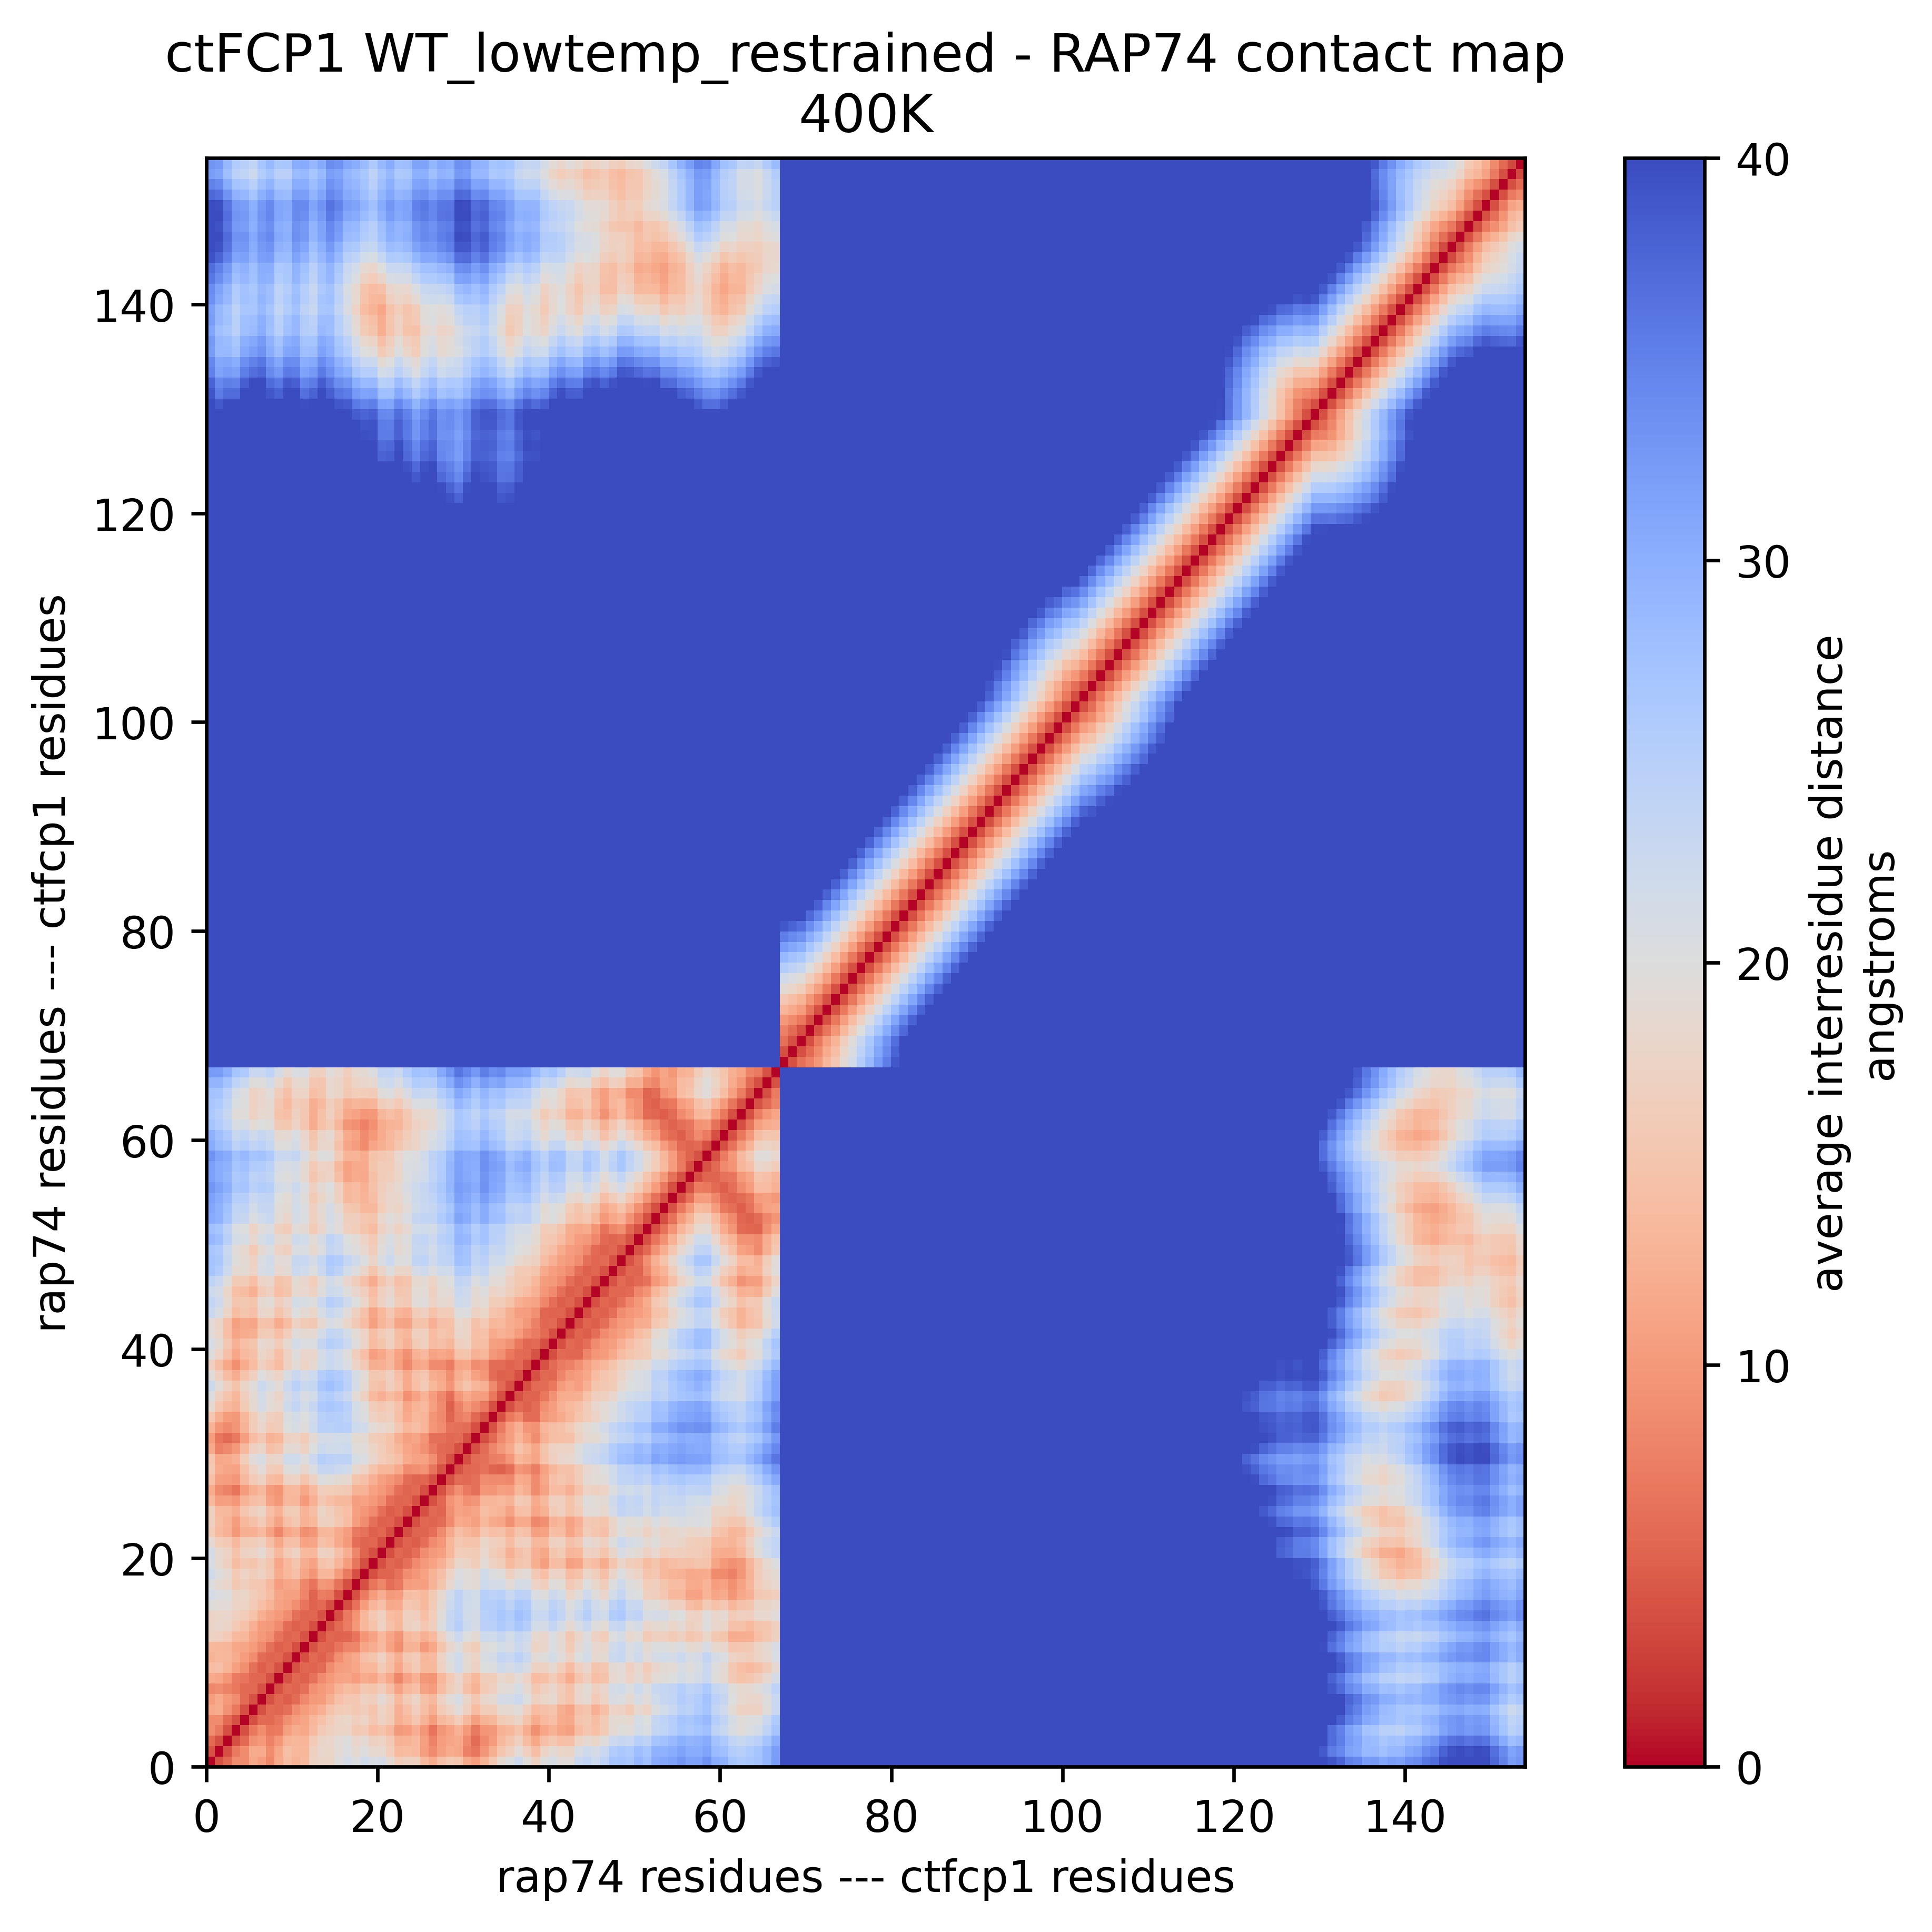 ctFCP1 WT_lowtemp_restrained - RAP74 contact map
400K
rap74 residues --- ctfcp1 residues
140
120
100
80
60
40
20
0
0 20 40 60 80 100 120 140
rap74 residues --- ctfcp1 residues
40
30
20
10
0
average interresidue distance
angstroms